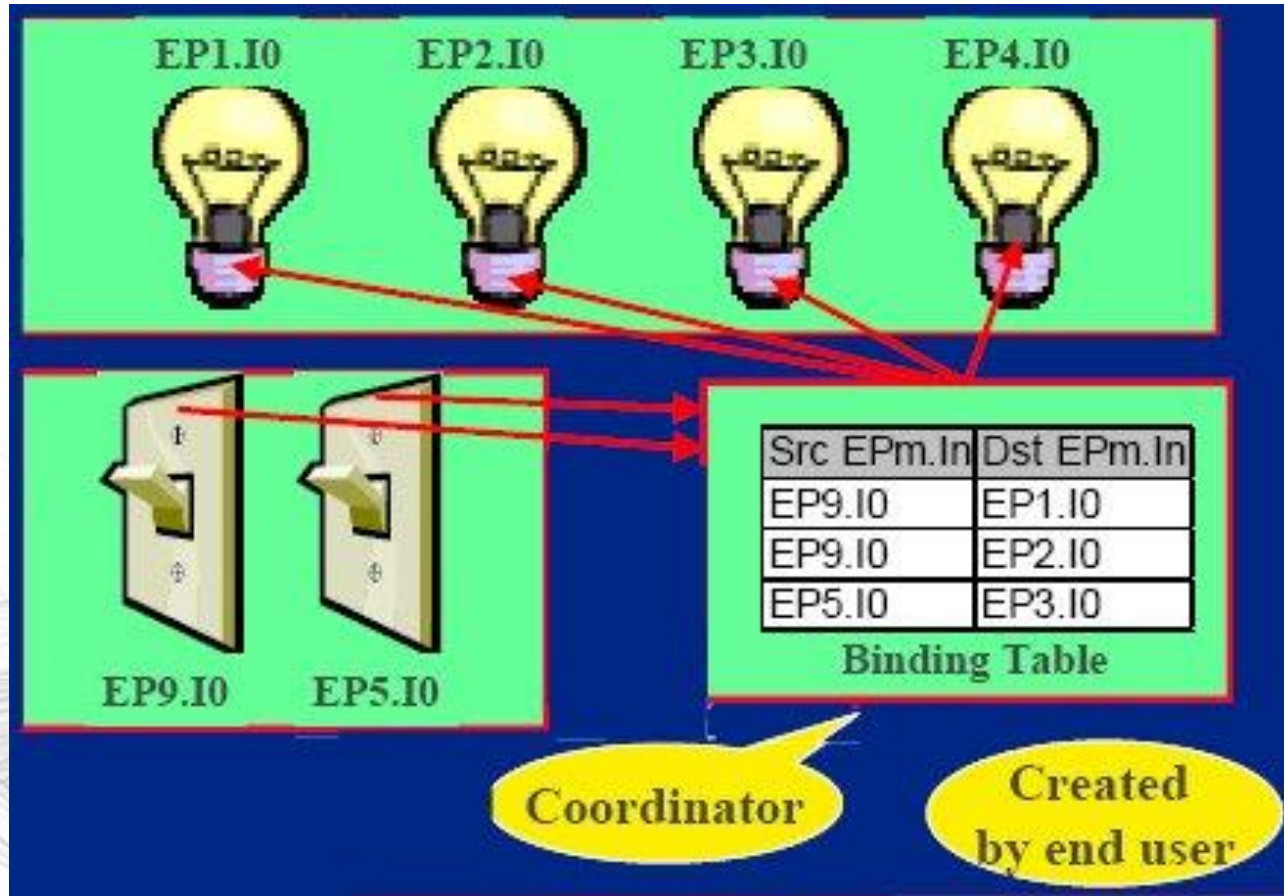 EP1.I0 EP2.I0 EP3.I0 EP4.I0
Src EPm.In Dst EPm.In
EP9.I0 EP1.I0
EP9.I0 EP2.I0
EP5.I0 EP3.I0
Binding Table
EP9.I0 EP5.I0
Coordinator
Created
by end user